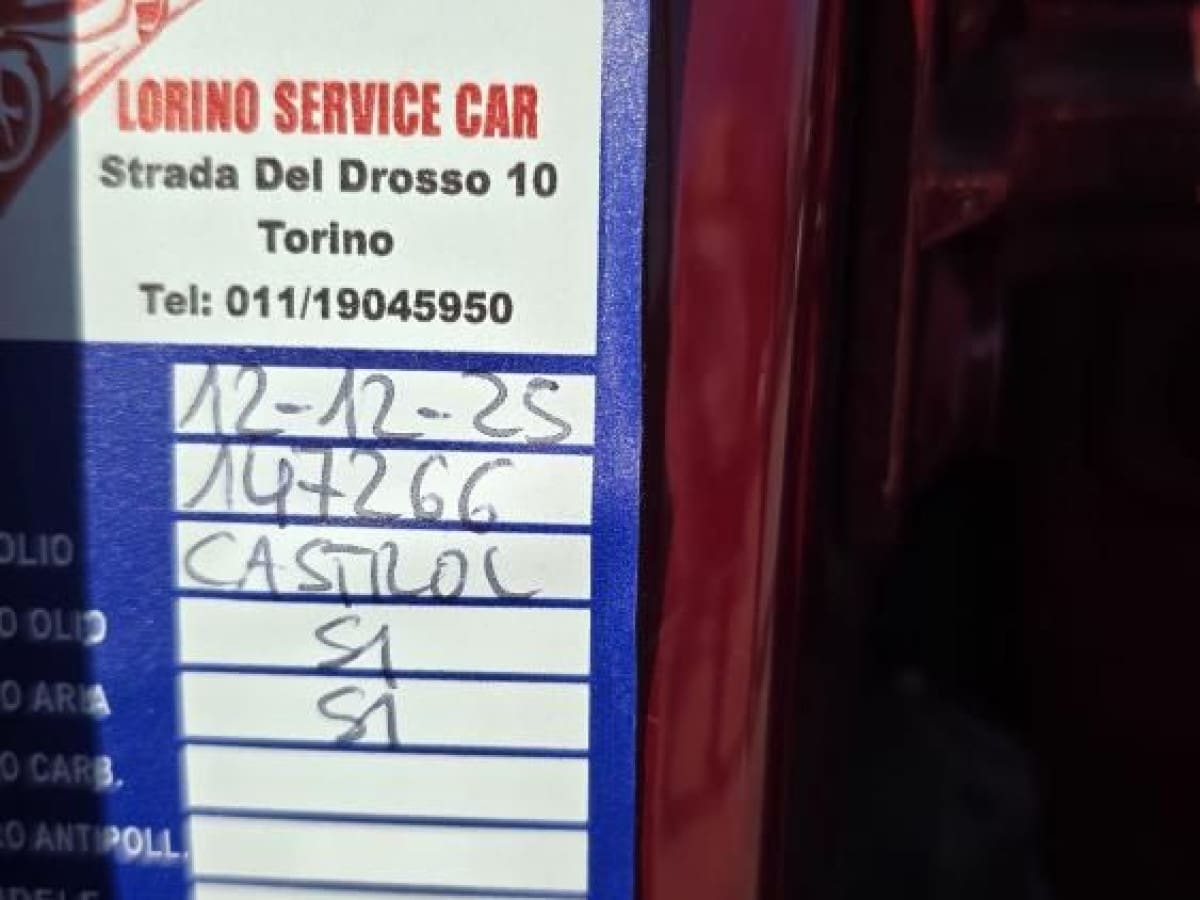 LORINO SERVICE CAR
Strada Del Drosso 10
Torino
Tel: 011/19045950
12-12-25
147266
OLIO CASTROL
O OLIO SI
O ARIA SI
O CARB.
RO ANTIPOLL.